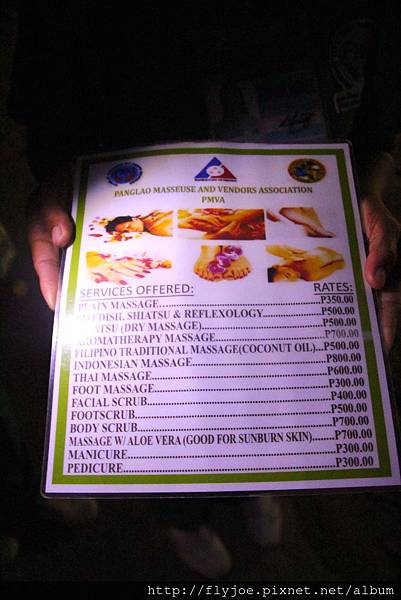 PANGLAO MASSEUSE AND VENDORS ASSOCIATION
PMVA
SERVICES OFFERED: RATES:
PLAIN MASSAGE P350.00
SWEDISH, SHIATSU & REFLEXOLOGY P500.00
SHIATSU (DRY MASSAGE) P500.00
AROMATHERAPY MASSAGE P700.00
FILIPINO TRADITIONAL MASSAGE(COCONUT OIL) P500.00
INDONESIAN MASSAGE P800.00
THAI MASSAGE P600.00
FOOT MASSAGE P300.00
FACIAL SCRUB P400.00
FOOTSCRUB P500.00
BODY SCRUB P700.00
MASSAGE W/ ALOE VERA (GOOD FOR SUNBURN SKIN) P700.00
MANICURE P300.00
PEDICURE P300.00
http://flyjoe.pixnet.net/album